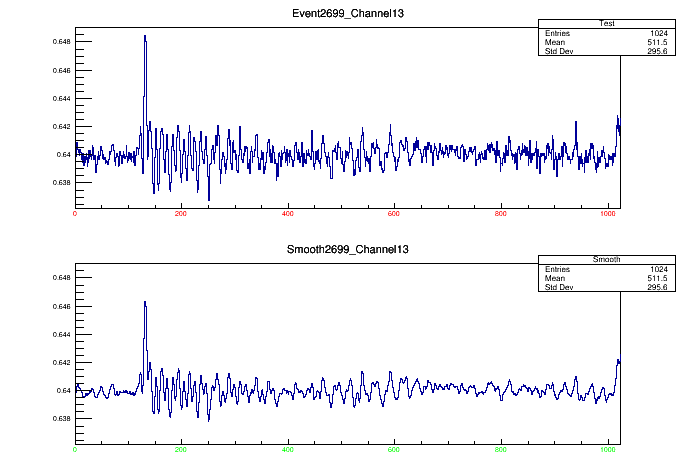 Event2699_Channel13
Test
Entries 1024
Mean 511.5
Std Dev 295.6
0.648
0.646
0.644
0.642
0.64
0.638
0 200 400 600 800 1000
Smooth2699_Channel13
Smooth
Entries 1024
Mean 511.5
Std Dev 295.6
0.648
0.646
0.644
0.642
0.64
0.638
0 200 400 600 800 1000